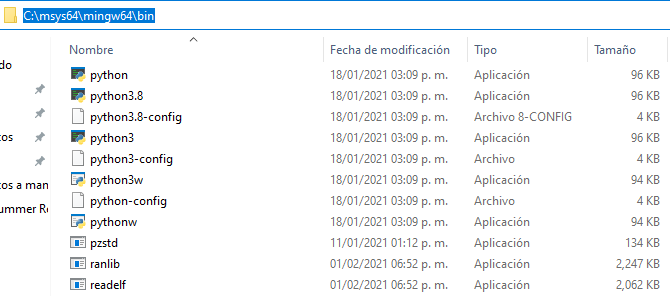 C:\msys64\mingw64\bin
Nombre Fecha de modificación Tipo Tamaño
do python 18/01/2021 03:09 p. m. Aplicación 96 KB
python3.8 18/01/2021 03:09 p. m. Aplicación 96 KB
python3.8-config 18/01/2021 03:09 p. m. Archivo 8-CONFIG 4 KB
tos python3 18/01/2021 03:09 p. m. Aplicación 96 KB
python3-config 18/01/2021 03:09 p. m. Archivo 4 KB
tos a man python3w 18/01/2021 03:09 p. m. Aplicación 94 KB
ummer Re python-config 18/01/2021 03:09 p. m. Archivo 4 KB
pythonw 18/01/2021 03:09 p. m. Aplicación 94 KB
pzstd 11/01/2021 01:12 p. m. Aplicación 134 KB
ranlib 01/02/2021 06:52 p. m. Aplicación 2,247 KB
readelf 01/02/2021 06:52 p. m. Aplicación 2,062 KB